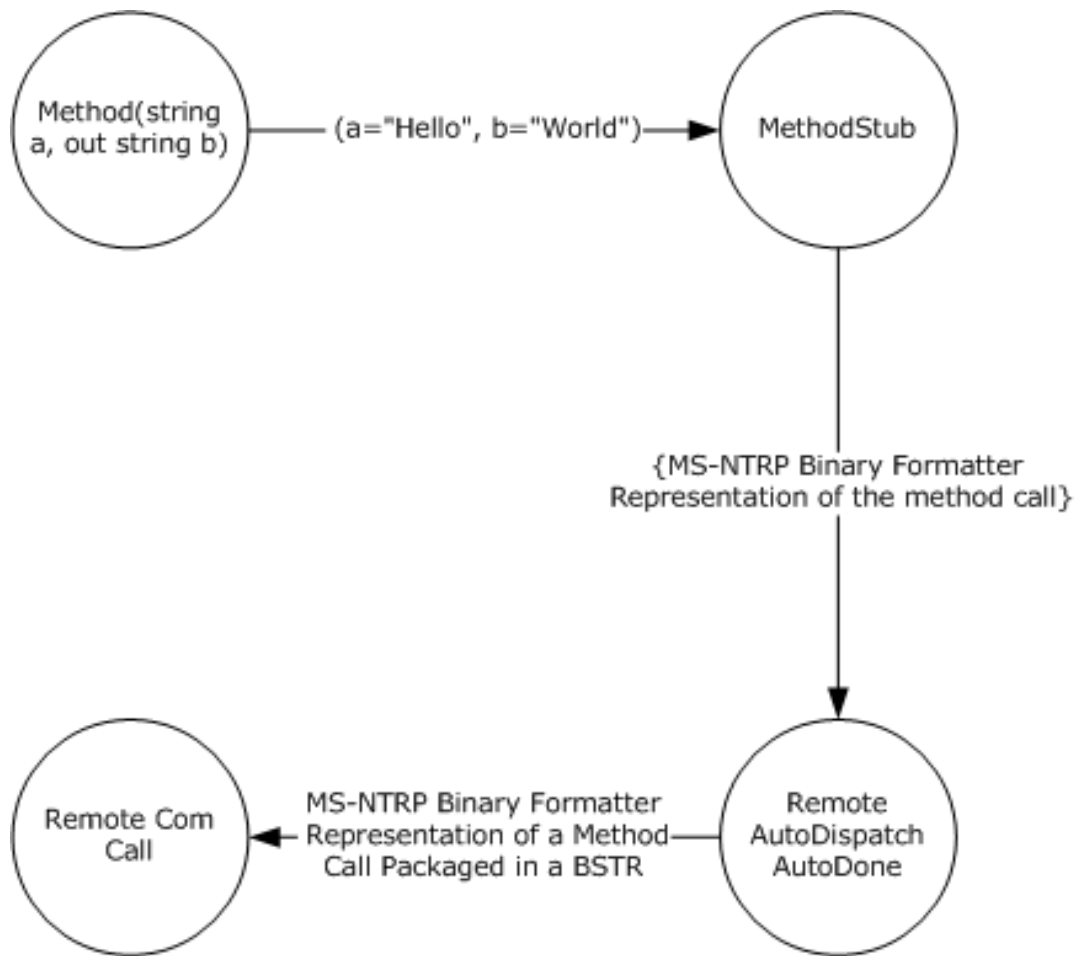 Method(string
a, out string b)
(a="Hello", b="World")
MethodStub
{MS-NTRP Binary Formatter
Representation of the method call}
Remote Com
Call
MS-NTRP Binary Formatter
Representation of a Method
Call Packaged in a BSTR
Remote
AutoDispatch
AutoDone